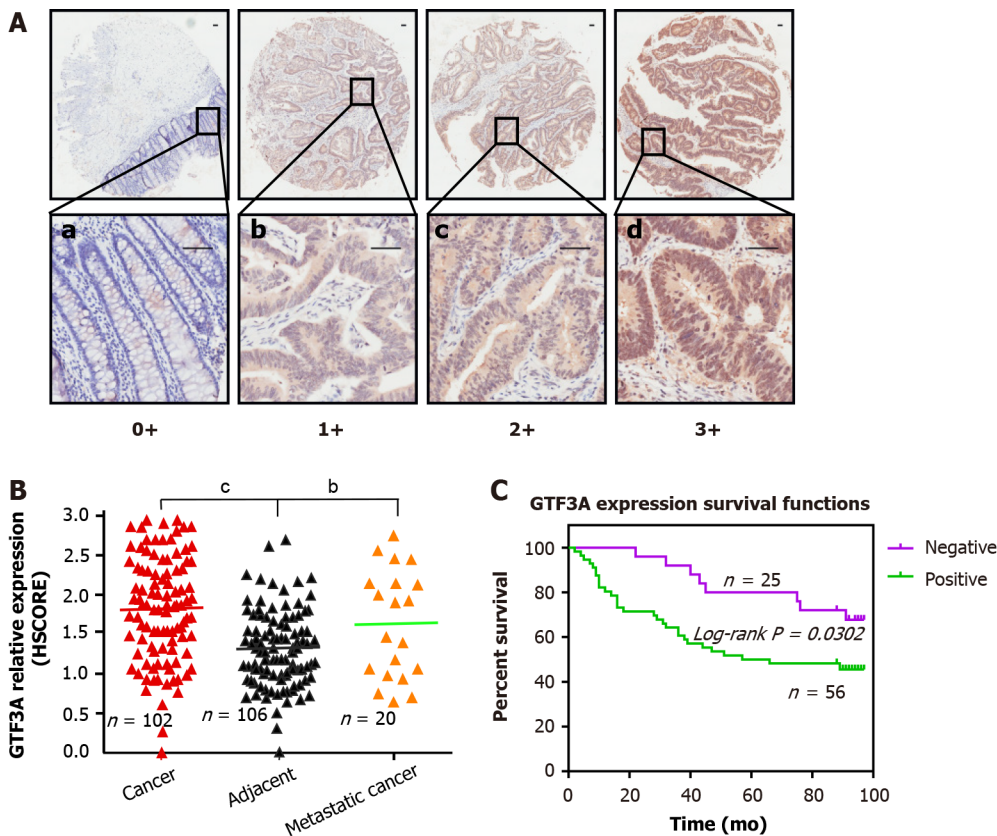 A
a
b
c
d
0+
1+
2+
3+
B
c
b
GTF3A relative expression
(HSCORE)
3.0
2.5
2.0
1.5
1.0
0.5
0.0
n = 102
n = 106
n = 20
Cancer
Adjacent
Metastatic cancer
C
GTF3A expression survival functions
Percent survival
100
80
60
40
20
0
n = 25
Log-rank P = 0.0302
n = 56
0
20
40
60
80
100
Time (mo)
Negative
Positive